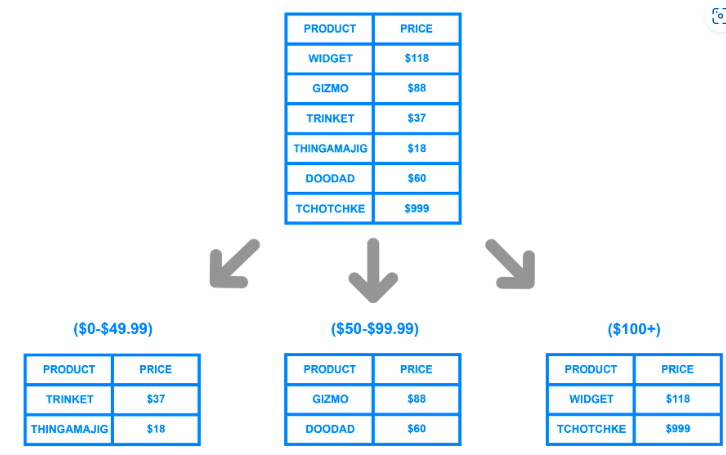 PRODUCT PRICE
WIDGET $118
GIZMO $88
TRINKET $37
THINGAMAJIG $18
DOODAD $60
TCHOTCHKE $999
($0-$49.99) ($50-$99.99) ($100+)
PRODUCT PRICE PRODUCT PRICE PRODUCT PRICE
TRINKET $37 GIZMO $88 WIDGET $118
THINGAMAJIG $18 DOODAD $60 TCHOTCHKE $999